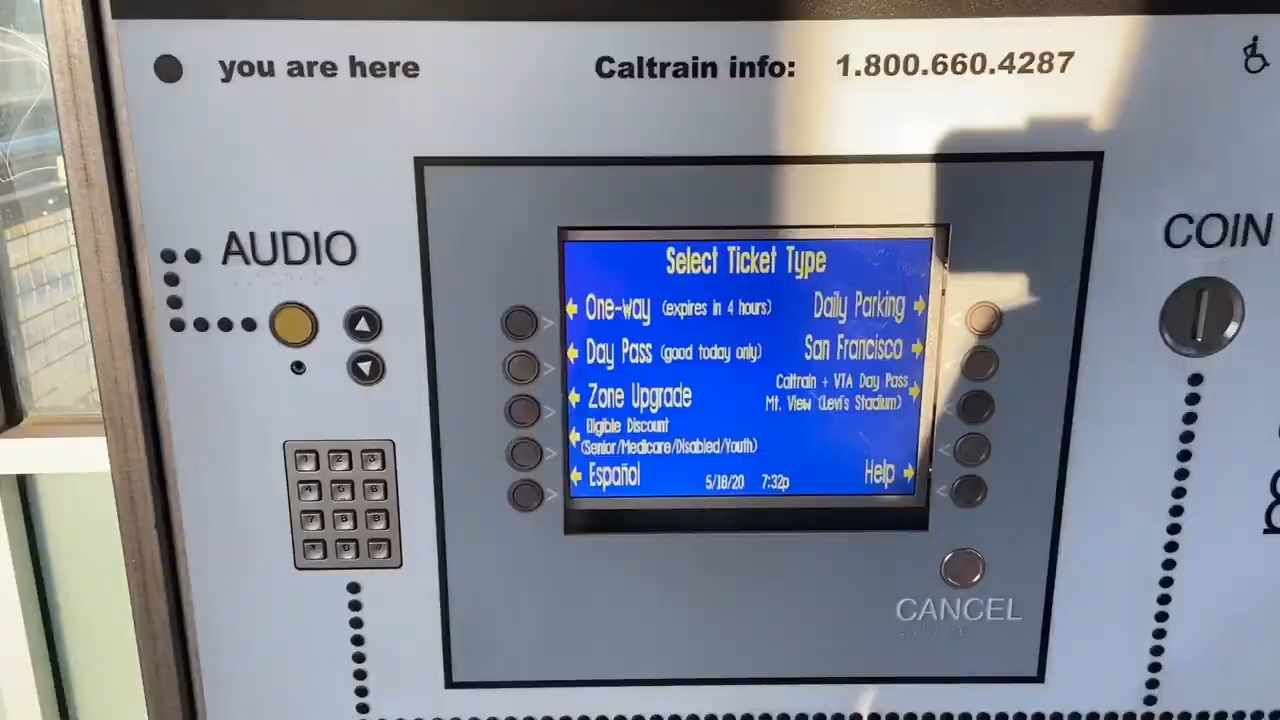 you are here
Caltrain info: 1.800.660.4287
AUDIO
COIN
Select Ticket Type
One-way (expires in 4 hours)
Daily Parking
Day Pass (good today only)
San Francisco
Zone Upgrade
Caltrain + VTA Day Pass
Mt. View (Levi's Stadium)
Eligible Discount
(Senior/Medicare/Disabled/Youth)
Español
5/18/20 7:32p
Help
1 2 3
4 5 6
7 8 9
CANCEL